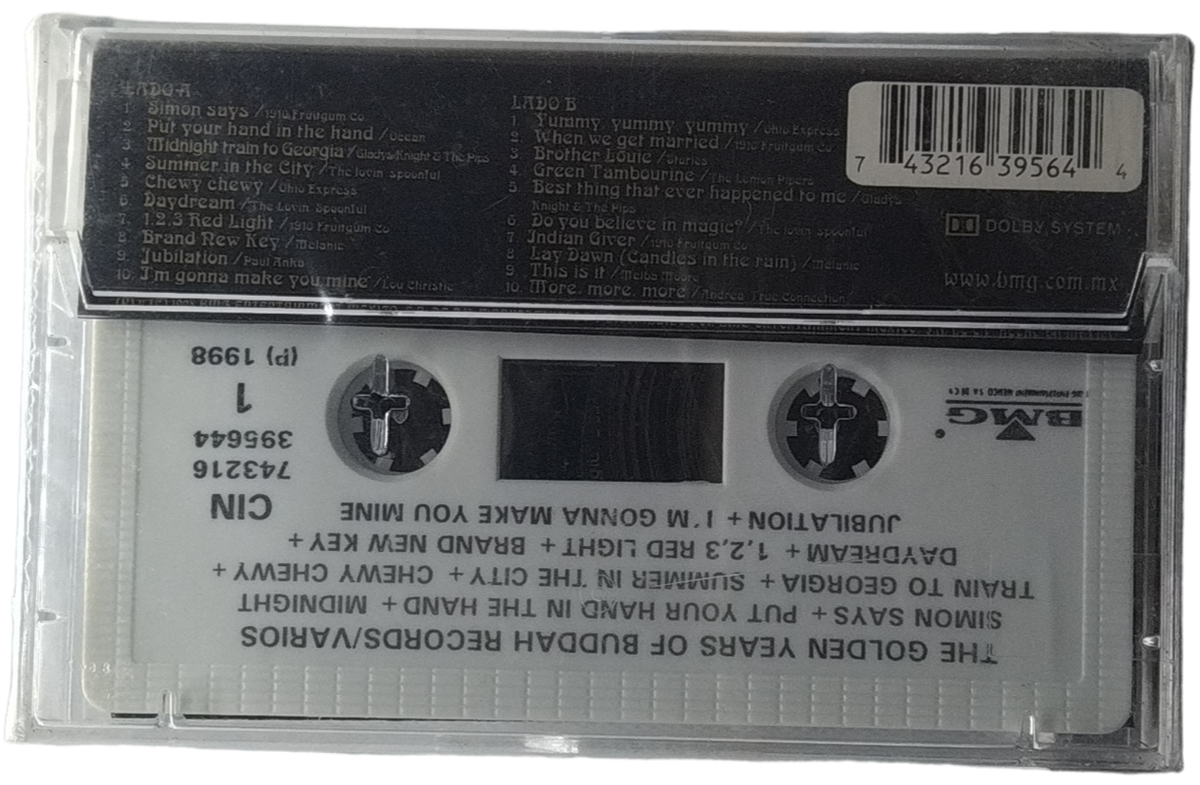 LADO A
1. Simon says / 1910 Fruitgum Co
2. Put your hand in the hand / Ocean
3. Midnight train to Georgia / Gladys Knight & The Pips
4. Summer in the City / The lovin spoonful
5. Chewy chewy / Ohio Express
6. Daydream / The Lovin Spoonful
7. 1.2.3 Red Light / 1910 Fruitgum Co
8. Brand New Key / Melanie
9. Jubilation / Paul Anka
10. I'm gonna make you mine / Lou Christie
LADO B
1. Yummy, yummy, yummy / Ohio Express
2. When we get married / 1910 Fruitgum Co
3. Brother Louie / Stories
4. Green Tambourine / The Lemon Pipers
5. Best thing that ever happened to me / Gladys
Knight & The Pips
6. Do you believe in magic? / The lovin spoonful
7. Indian Giver / 1910 Fruitgum Co
8. Lay Dawn (Candles in the rain) / Melanie
9. This is it / Melba Moore
10. More, more, more / Andrea True Connection
7 43216 39564 4
DOLBY SYSTEM
www.bmg.com.mx
THE GOLDEN YEARS OF BUDDAH RECORDS/VARIOS
SIMON SAYS + PUT YOUR HAND IN THE HAND + MIDNIGHT
TRAIN TO GEORGIA + SUMMER IN THE CITY + CHEWY CHEWY +
DAYDREAM + 1,2,3 RED LIGHT + BRAND NEW KEY +
JUBILATION + I'M GONNA MAKE YOU MINE
CIN
743216
395644
1
(P) 1998
BMG
BMG ENTERTAINMENT MEXICO S.A. DE C.V.